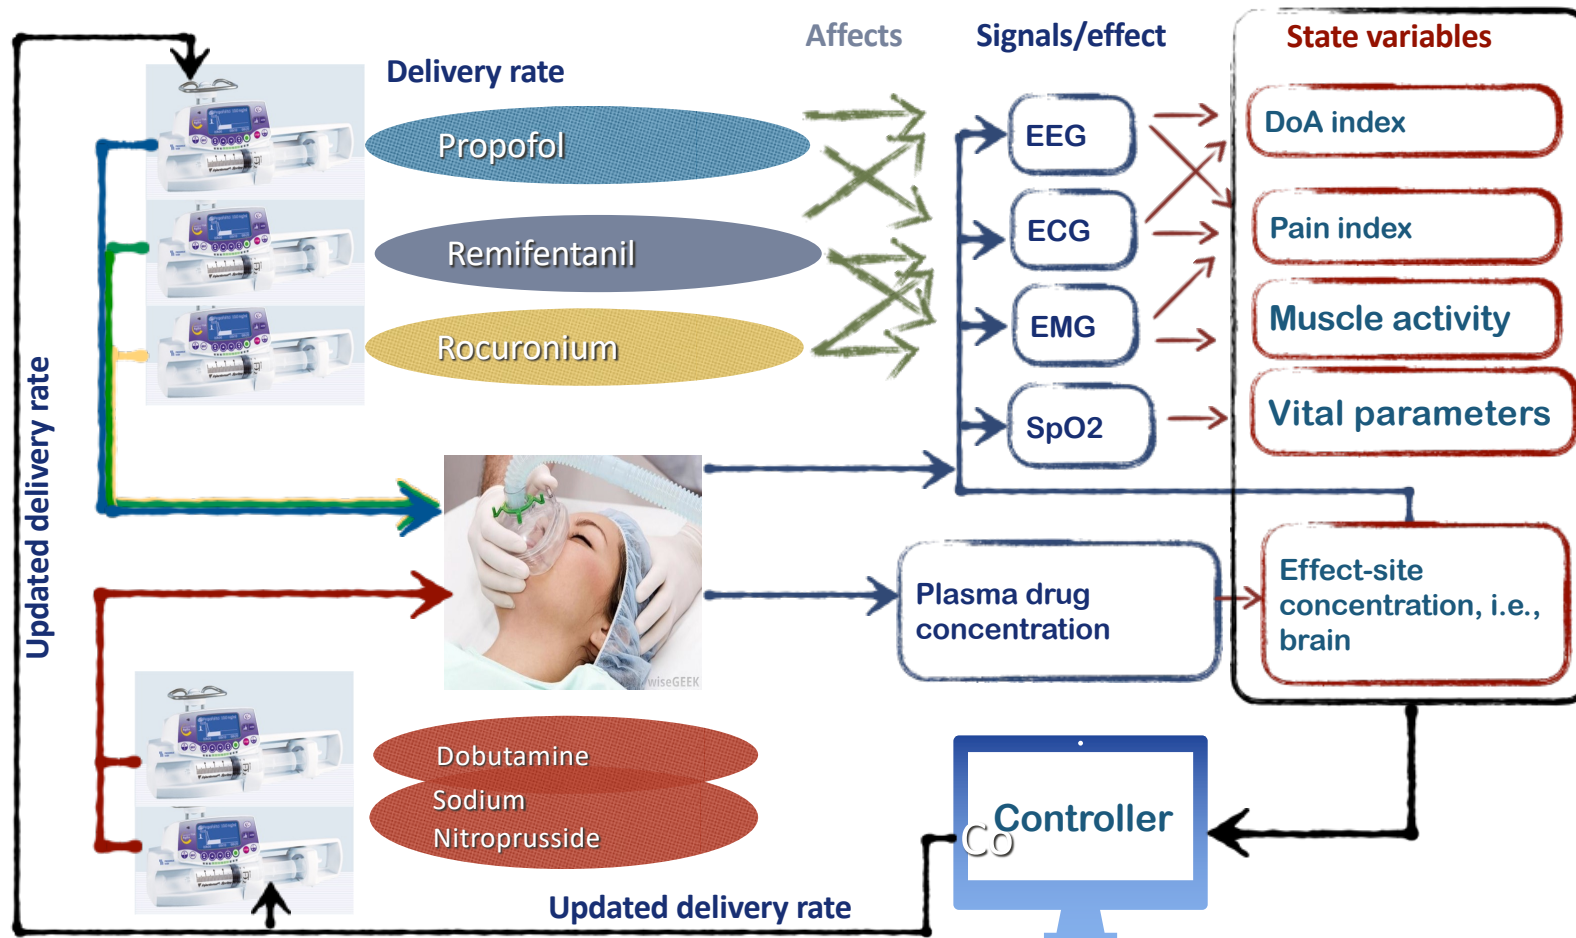 Affects
Signals/effect
State variables
Delivery rate
Propofol
Remifentanil
Rocuronium
EEG
ECG
EMG
SpO2
DoA index
Pain index
Muscle activity
Vital parameters
Updated delivery rate
Plasma drug
concentration
Effect-site
concentration, i.e.,
brain
wiseGEEK
Dobutamine
Sodium
Nitroprusside
Controller
Co
Updated delivery rate